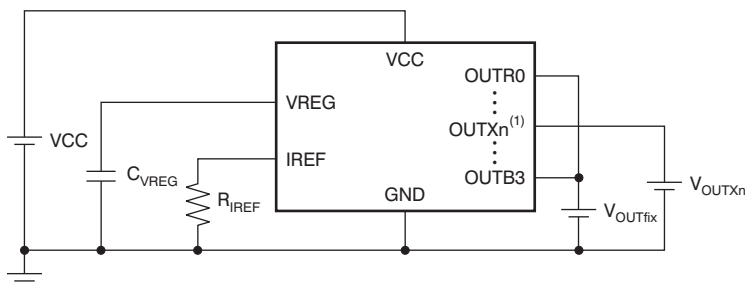 VCC
OUTR0
VREG
OUTXn(1)
VCC
IREF
CVREG
OUTB3
RIREF
GND
VOUTXn
VOUTfix